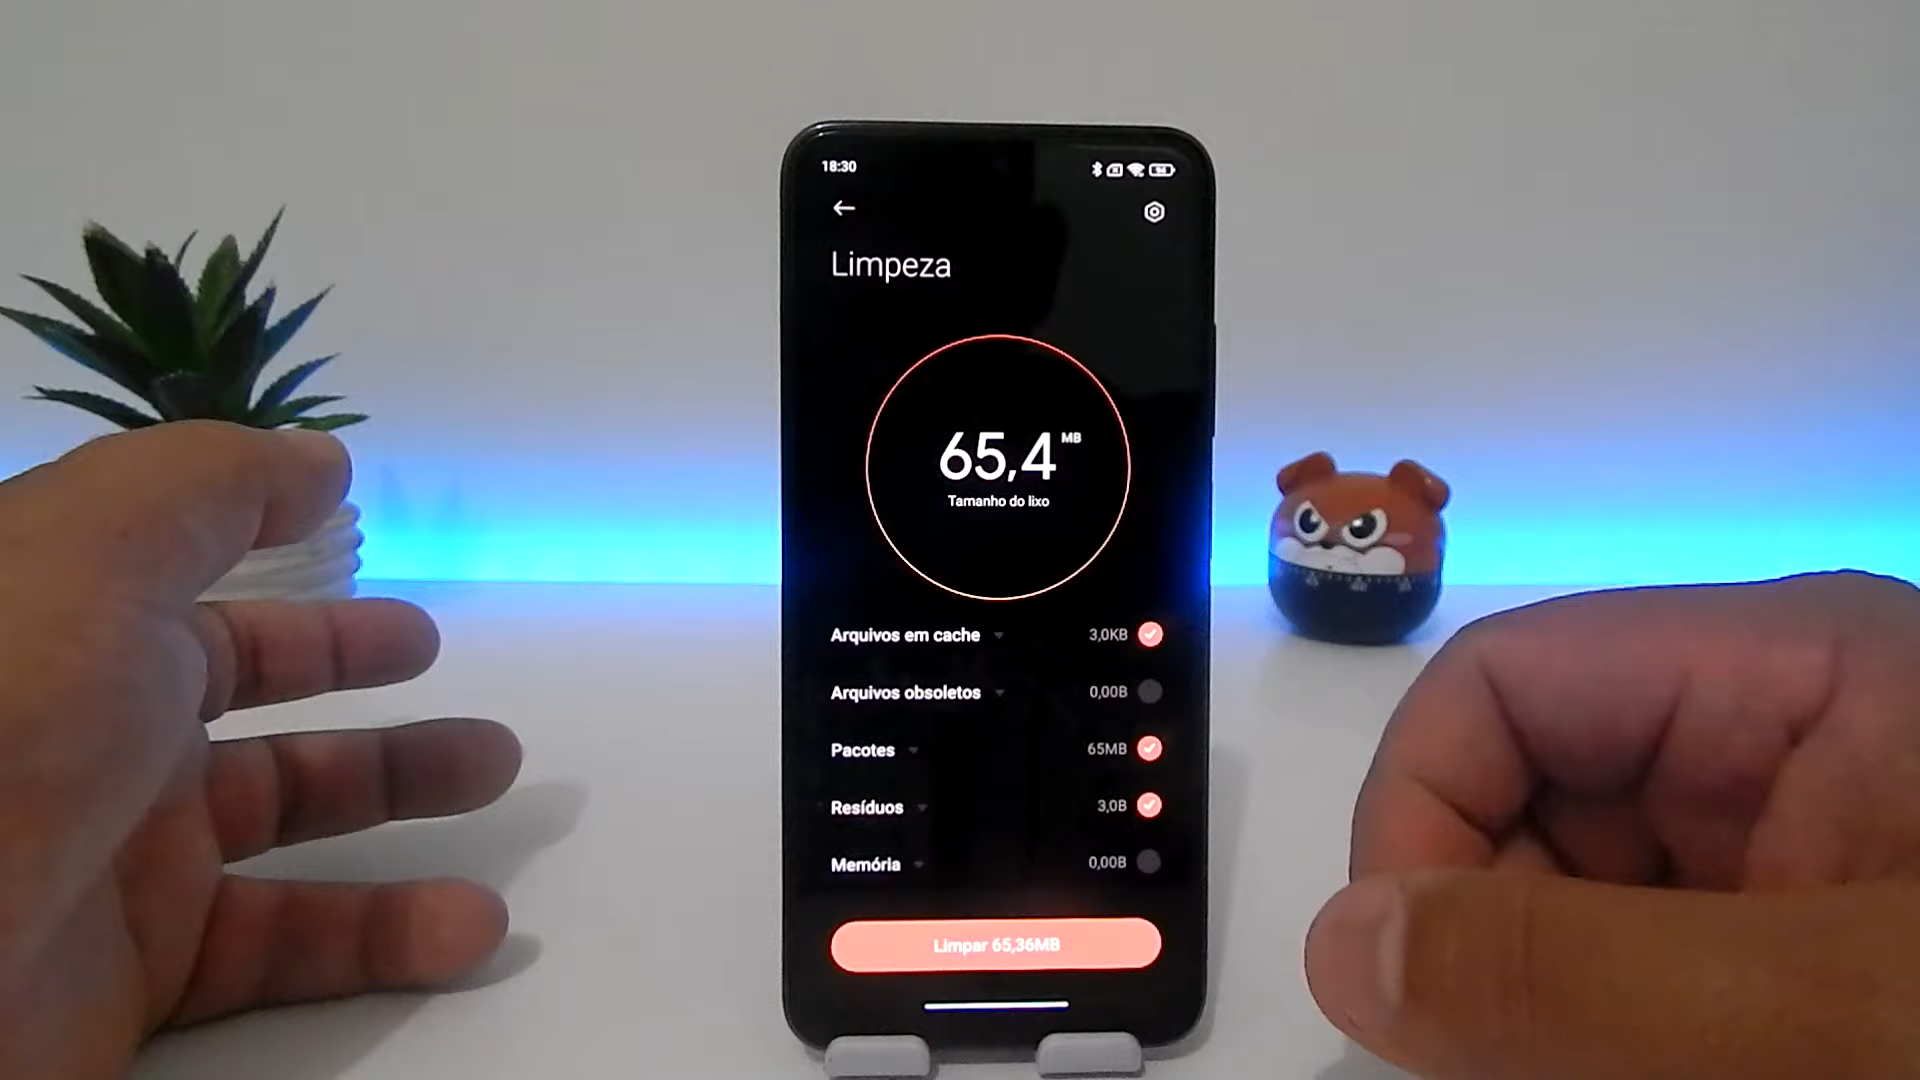 18:30
Limpeza
65,4 MB
Tamanho do lixo
Arquivos em cache 3,0KB
Arquivos obsoletos 0,00B
Pacotes 65MB
Resíduos 3,0B
Memória 0,00B
Limpar 65,36MB